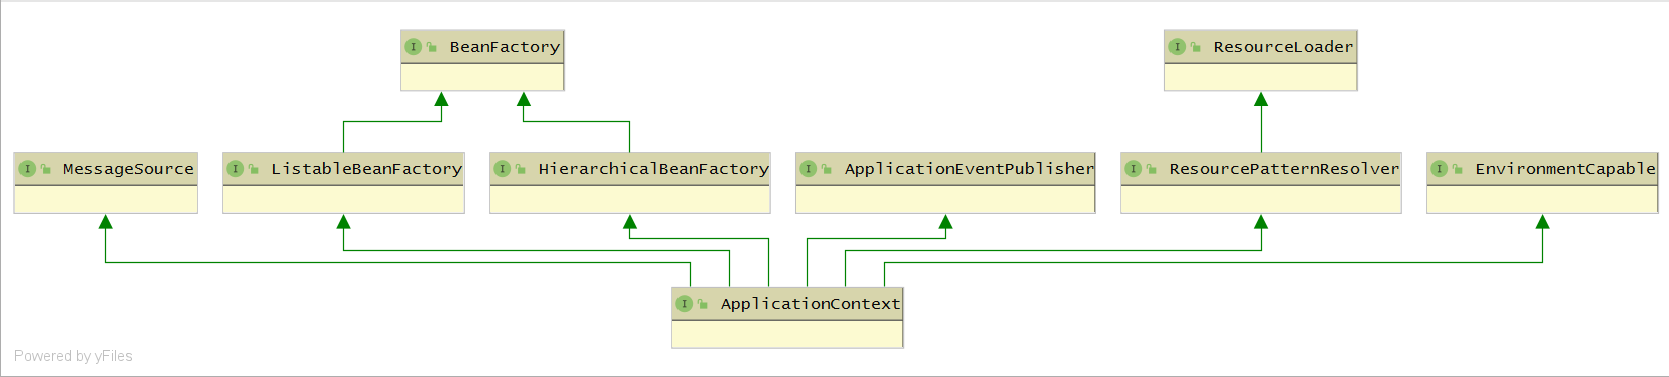 BeanFactory
ResourceLoader
MessageSource
ListableBeanFactory
HierarchicalBeanFactory
ApplicationEventPublisher
ResourcePatternResolver
EnvironmentCapable
ApplicationContext
Powered by yFiles